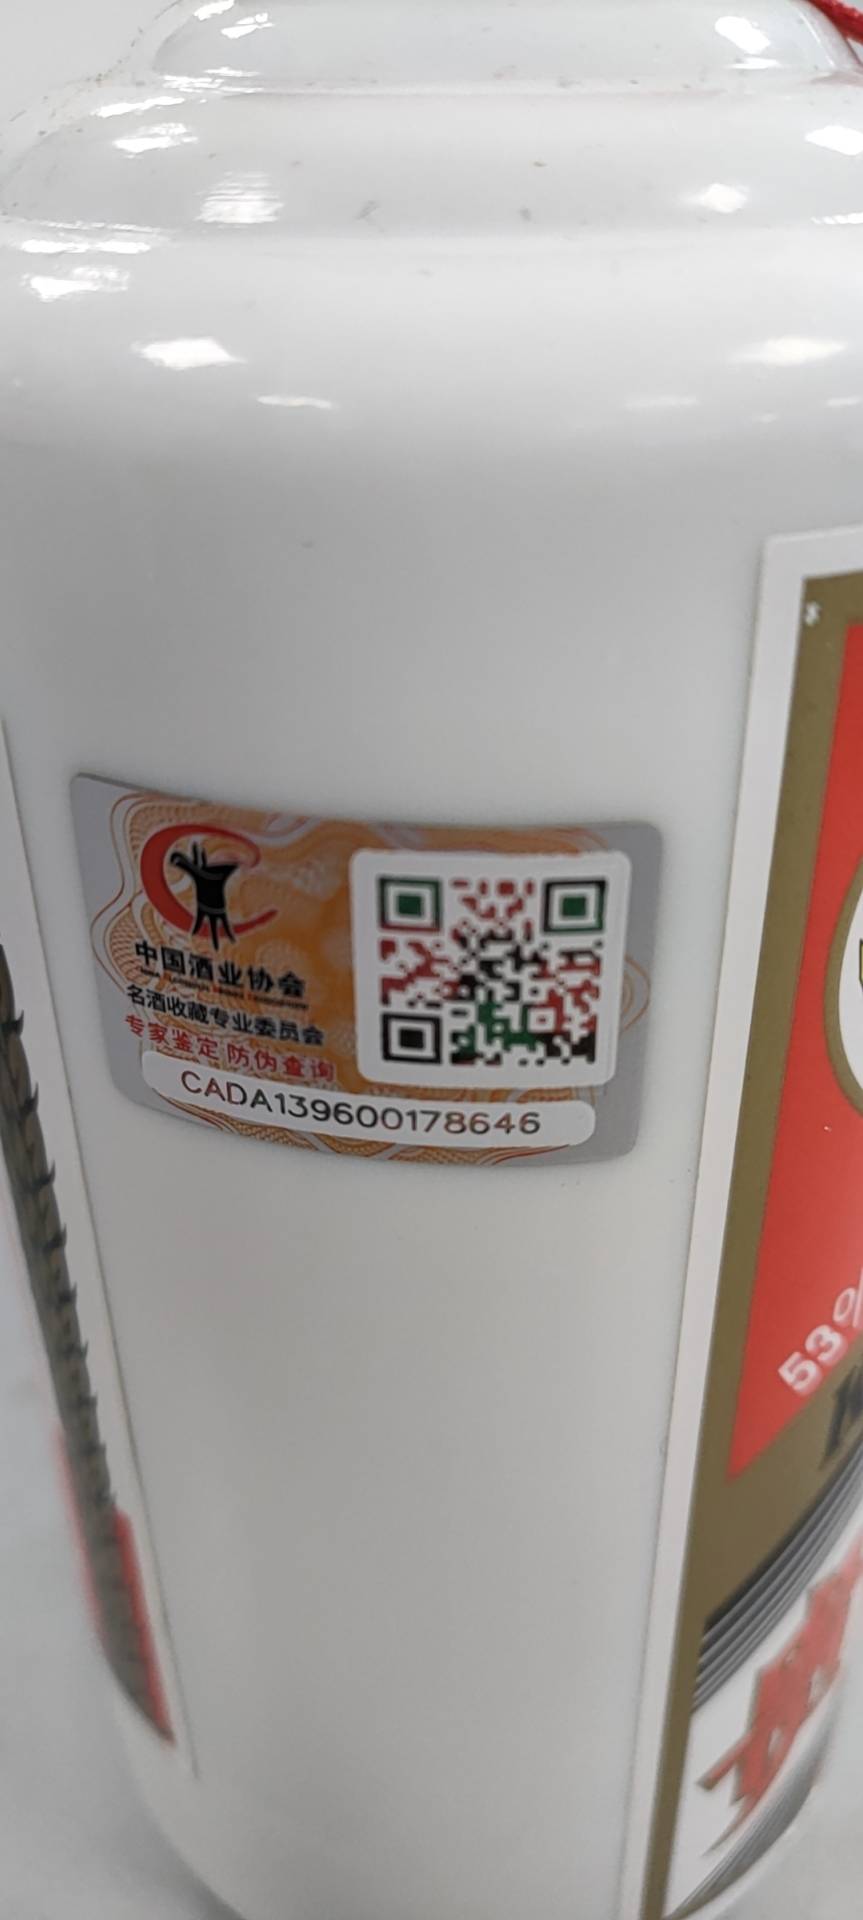 中国酒业协会
名酒收藏专业委员会
专家鉴定 防伪查询
CADA139600178646
53%